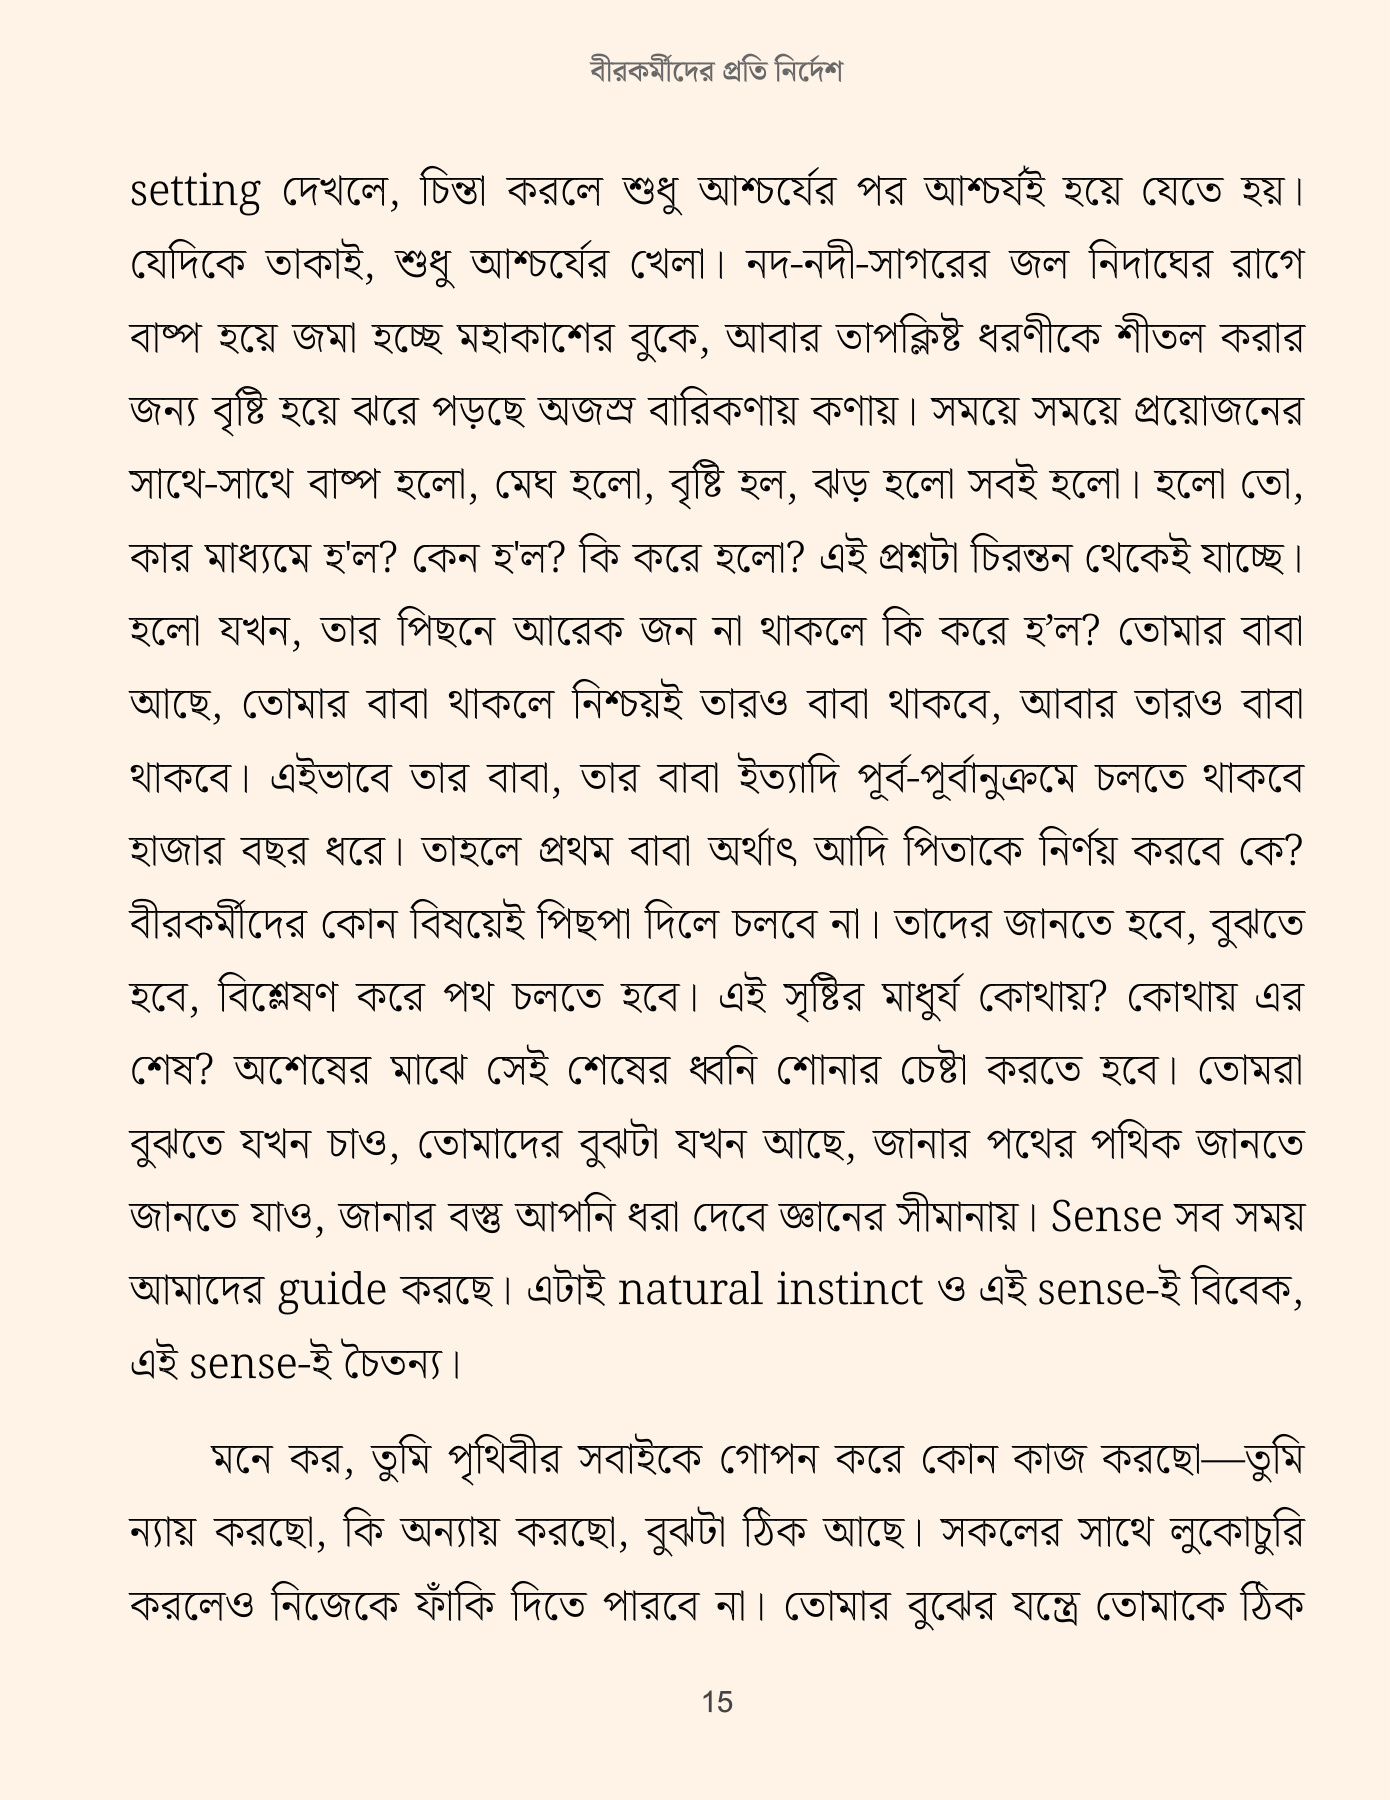 বীরকর্মীদের প্রতি নির্দেশ
setting দেখলে, চিন্তা করলে শুধু আশ্চর্যের পর আশ্চর্যই হয়ে যেতে হয়।
যেদিকে তাকাই, শুধু আশ্চর্যের খেলা। নদ-নদী-সাগরের জল নিদাঘের রাগে
বাষ্প হয়ে জমা হচ্ছে মহাকাশের বুকে, আবার তাপক্লিষ্ট ধরণীকে শীতল করার
জন্য বৃষ্টি হয়ে ঝরে পড়ছে অজস্র বারিকণায় কণায়। সময়ে সময়ে প্রয়োজনের
সাথে-সাথে বাষ্প হলো, মেঘ হলো, বৃষ্টি হল, ঝড় হলো সবই হলো। হলো তো,
কার মাধ্যমে হ'ল? কেন হ'ল? কি করে হলো? এই প্রশ্নটা চিরন্তন থেকেই যাচ্ছে।
হলো যখন, তার পিছনে আরেক জন না থাকলে কি করে হ’ল? তোমার বাবা
আছে, তোমার বাবা থাকলে নিশ্চয়ই তারও বাবা থাকবে, আবার তারও বাবা
থাকবে। এইভাবে তার বাবা, তার বাবা ইত্যাদি পূর্ব-পূর্বানুক্রমে চলতে থাকবে
হাজার বছর ধরে। তাহলে প্রথম বাবা অর্থাৎ আদি পিতাকে নির্ণয় করবে কে?
বীরকর্মীদের কোন বিষয়েই পিছপা দিলে চলবে না। তাদের জানতে হবে, বুঝতে
হবে, বিশ্লেষণ করে পথ চলতে হবে। এই সৃষ্টির মাধুর্য কোথায়? কোথায় এর
শেষ? অশেষের মাঝে সেই শেষের ধ্বনি শোনার চেষ্টা করতে হবে। তোমরা
বুঝতে যখন চাও, তোমাদের বুঝটা যখন আছে, জানার পথের পথিক জানতে
জানতে যাও, জানার বস্তু আপনি ধরা দেবে জ্ঞানের সীমানায়। Sense সব সময়
আমাদের guide করছে। এটাই natural instinct ও এই sense-ই বিবেক,
এই sense-ই চৈতন্য।
মনে কর, তুমি পৃথিবীর সবাইকে গোপন করে কোন কাজ করছো—তুমি
ন্যায় করছো, কি অন্যায় করছো, বুঝটা ঠিক আছে। সকলের সাথে লুকোচুরি
করলেও নিজেকে ফাঁকি দিতে পারবে না। তোমার বুঝের যন্ত্রে তোমাকে ঠিক
15